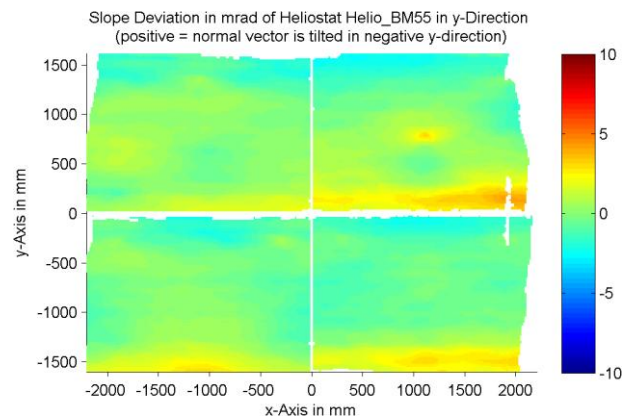 Slope Deviation in mrad of Heliostat Helio_BM55 in y-Direction
(positive = normal vector is tilted in negative y-direction)
1500
1000
500
0
-500
-1000
-1500
y-Axis in mm
-2000 -1500 -1000 -500 0 500 1000 1500 2000
x-Axis in mm
10
5
0
-5
-10